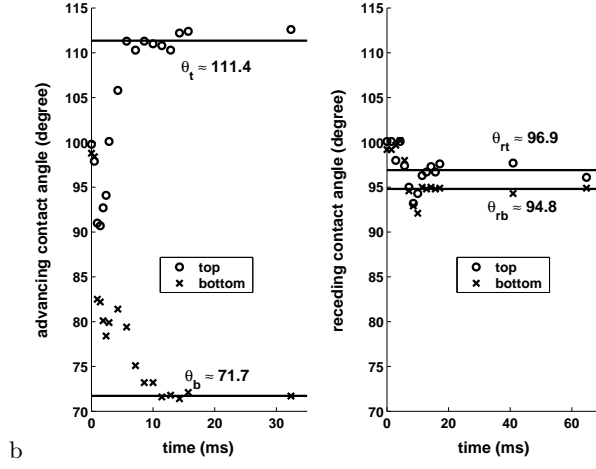 advancing contact angle (degree)
115
110
105
100
95
90
85
80
75
70
θt ≈ 111.4
top
bottom
θb ≈ 71.7
0 10 20 30
time (ms)
receding contact angle (degree)
115
110
105
100
95
90
85
80
75
70
θrt ≈ 96.9
θrb ≈ 94.8
top
bottom
0 20 40 60
time (ms)
b